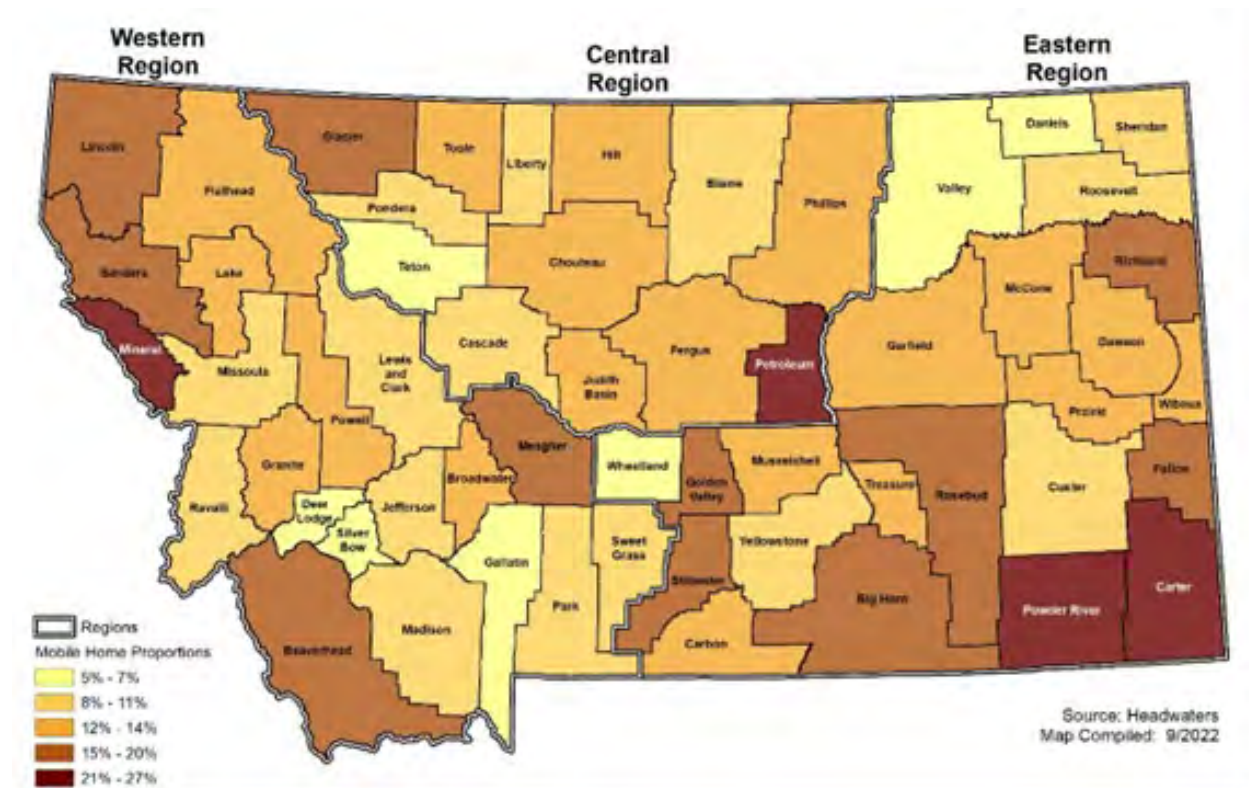 Western
Region
Central
Region
Eastern
Region
Lincoln
Flathead
Glacier
Toole
Liberty
Hill
Blaine
Phillips
Valley
Daniels
Sheridan
Roosevelt
Pondera
Teton
Chouteau
Sanders
Lake
Richland
McCone
Mineral
Missoula
Lewis
and
Clark
Cascade
Judith
Basin
Fergus
Petroleum
Garfield
Dawson
Prairie
Wibaux
Powell
Granite
Meagher
Broadwater
Wheatland
Golden
Valley
Musselshell
Treasure
Rosebud
Custer
Fallon
Ravalli
Deer
Lodge
Silver
Bow
Jefferson
Gallatin
Park
Sweet
Grass
Stillwater
Yellowstone
Big Horn
Powder River
Carter
Beaverhead
Madison
Carbon
Regions
Mobile Home Proportions
5% - 7%
8% - 11%
12% - 14%
15% - 20%
21% - 27%
Source: Headwaters
Map Compiled: 9/2022